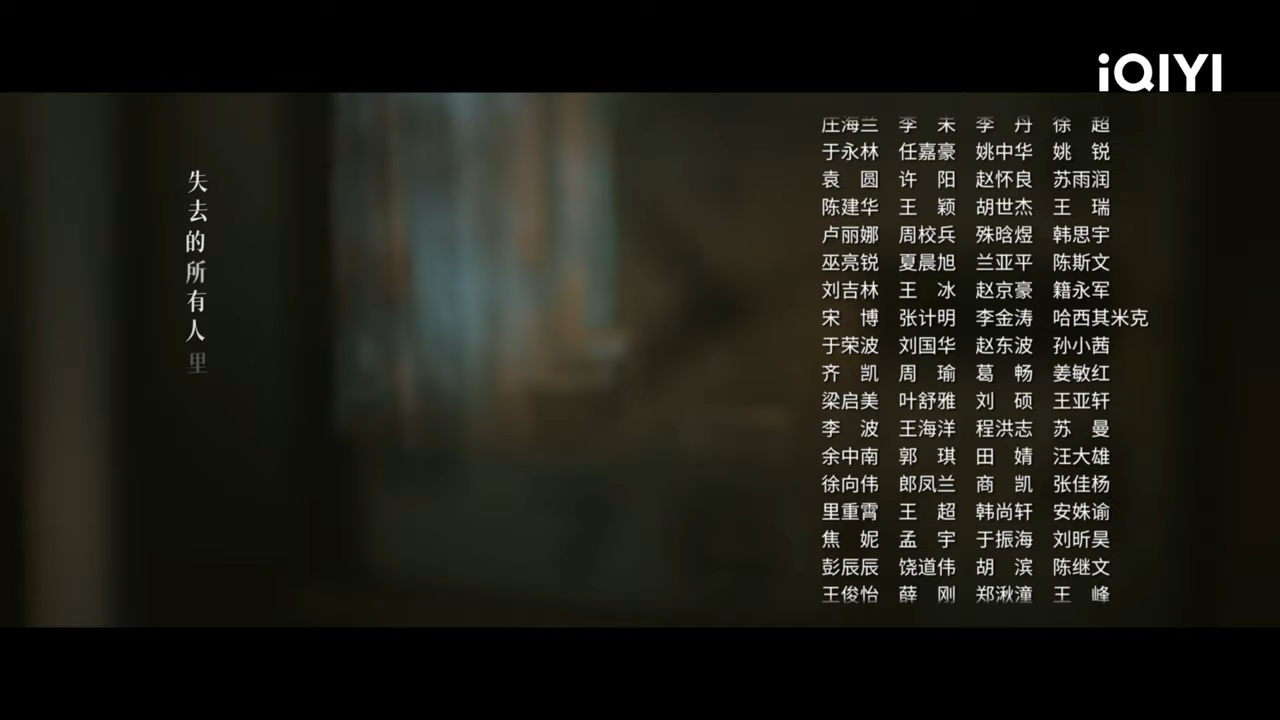 iQIYI
失去的所有人里
庄海兰 李 丹 徐 超
于永林 任嘉豪 姚中华 姚 锐
袁 圆 许 阳 赵怀良 苏雨润
陈建华 王 颖 胡世杰 王 瑞
卢丽娜 周校兵 殊晗煜 韩思宇
巫亮锐 夏晨旭 兰亚平 陈斯文
刘吉林 王 冰 赵京豪 籍永军
宋 博 张计明 李金涛 哈西其米克
于荣波 刘国华 赵东波 孙小茜
齐 凯 周 瑜 葛 畅 姜敏红
梁启美 叶舒雅 刘 硕 王亚轩
李 波 王海洋 程洪志 苏 曼
余中南 郭 琪 田 婧 汪大雄
徐向伟 郎凤兰 商 凯 张佳杨
里重霄 王 超 韩尚轩 安姝谕
焦 妮 孟 宇 于振海 刘昕昊
彭辰辰 饶道伟 胡 滨 陈继文
王俊怡 薛 刚 郑湫潼 王 峰